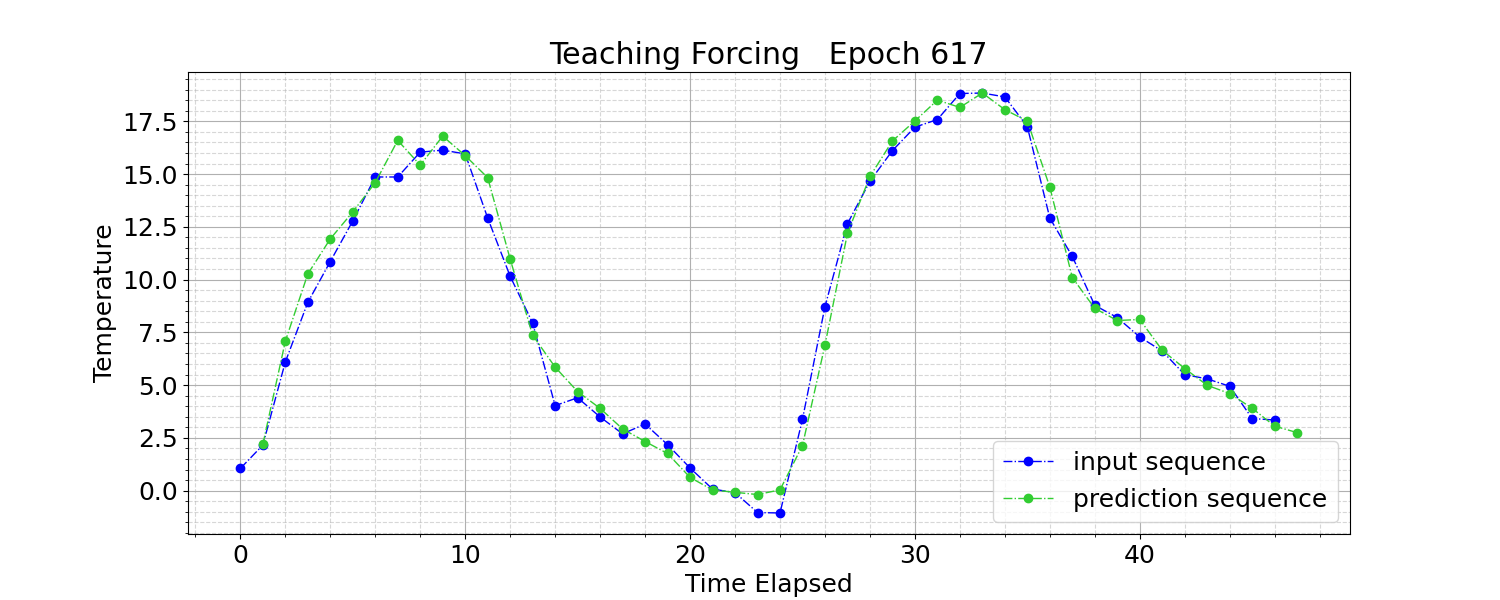 Teaching Forcing   Epoch 617
Temperature
17.5
15.0
12.5
10.0
7.5
5.0
2.5
0.0
input sequence
prediction sequence
0 10 20 30 40
Time Elapsed